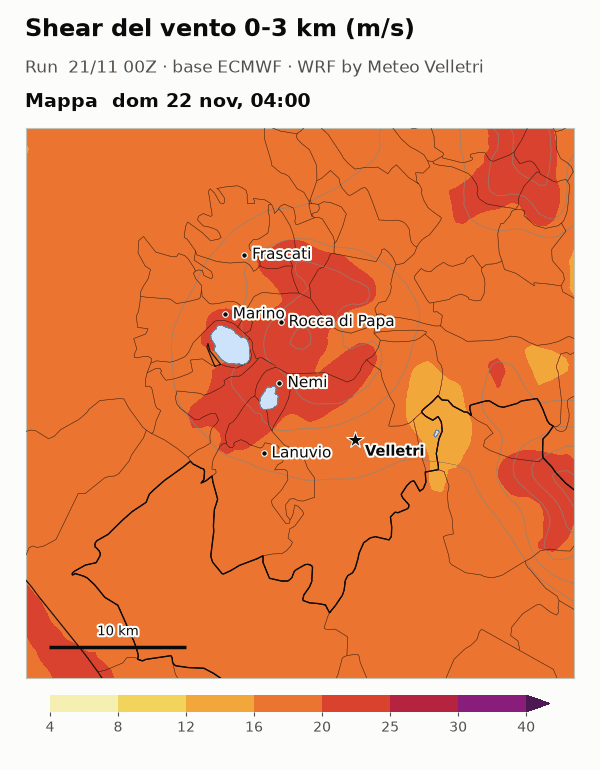 Shear del vento 0-3 km (m/s)
Run 21/11 00Z · base ECMWF · WRF by Meteo Velletri
Mappa dom 22 nov, 04:00
Frascati
Marino
Rocca di Papa
Nemi
Velletri
Lanuvio
10 km
4 8 12 16 20 25 30 40